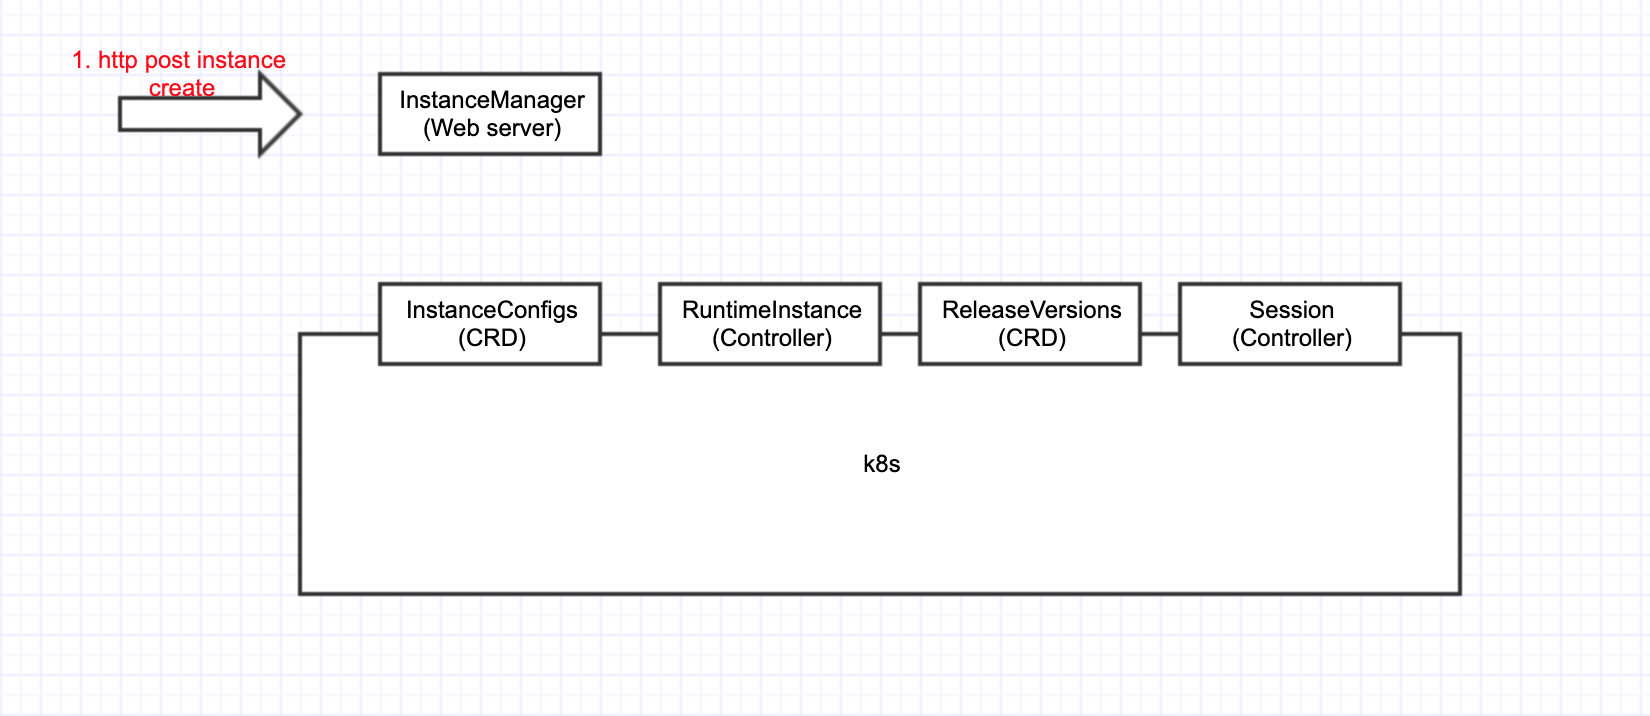 1. http post instance
create
InstanceManager
(Web server)
InstanceConfigs
(CRD)
RuntimeInstance
(Controller)
ReleaseVersions
(CRD)
Session
(Controller)
k8s